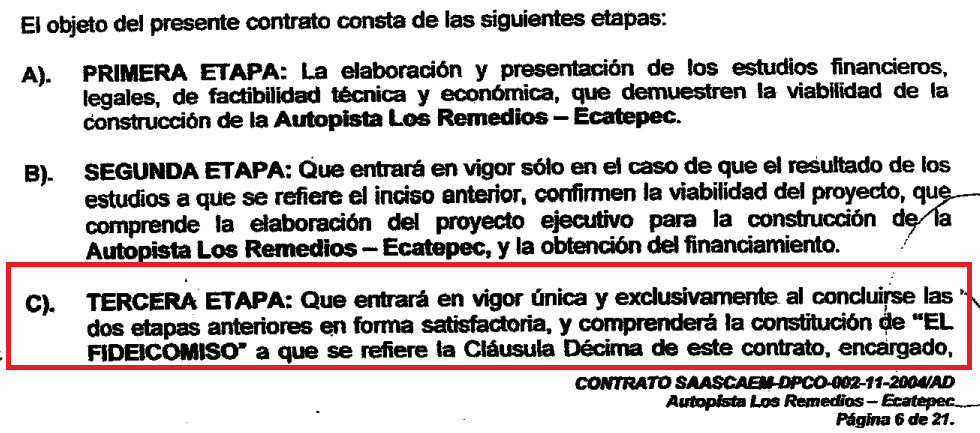 El objeto del presente contrato consta de las siguientes etapas:
A). PRIMERA ETAPA: La elaboración y presentación de los estudios financieros,
legales, de factibilidad técnica y económica, que demuestren la viabilidad de la
construcción de la Autopista Los Remedios – Ecatepec.
B). SEGUNDA ETAPA: Que entrará en vigor sólo en el caso de que el resultado de los
estudios a que se refiere el inciso anterior, confirmen la viabilidad del proyecto, que
comprende la elaboración del proyecto ejecutivo para la construcción de la
Autopista Los Remedios – Ecatepec, y la obtención del financiamiento.
C). TERCERA ETAPA: Que entrará en vigor única y exclusivamente al concluirse las
dos etapas anteriores en forma satisfactoria, y comprenderá la constitución de "EL
FIDEICOMISO" a que se refiere la Cláusula Décima de este contrato, encargado,
CONTRATO SAASCAEM-DPCO-002-11-2004/AD
Autopista Los Remedios – Ecatepec
Página 6 de 21.